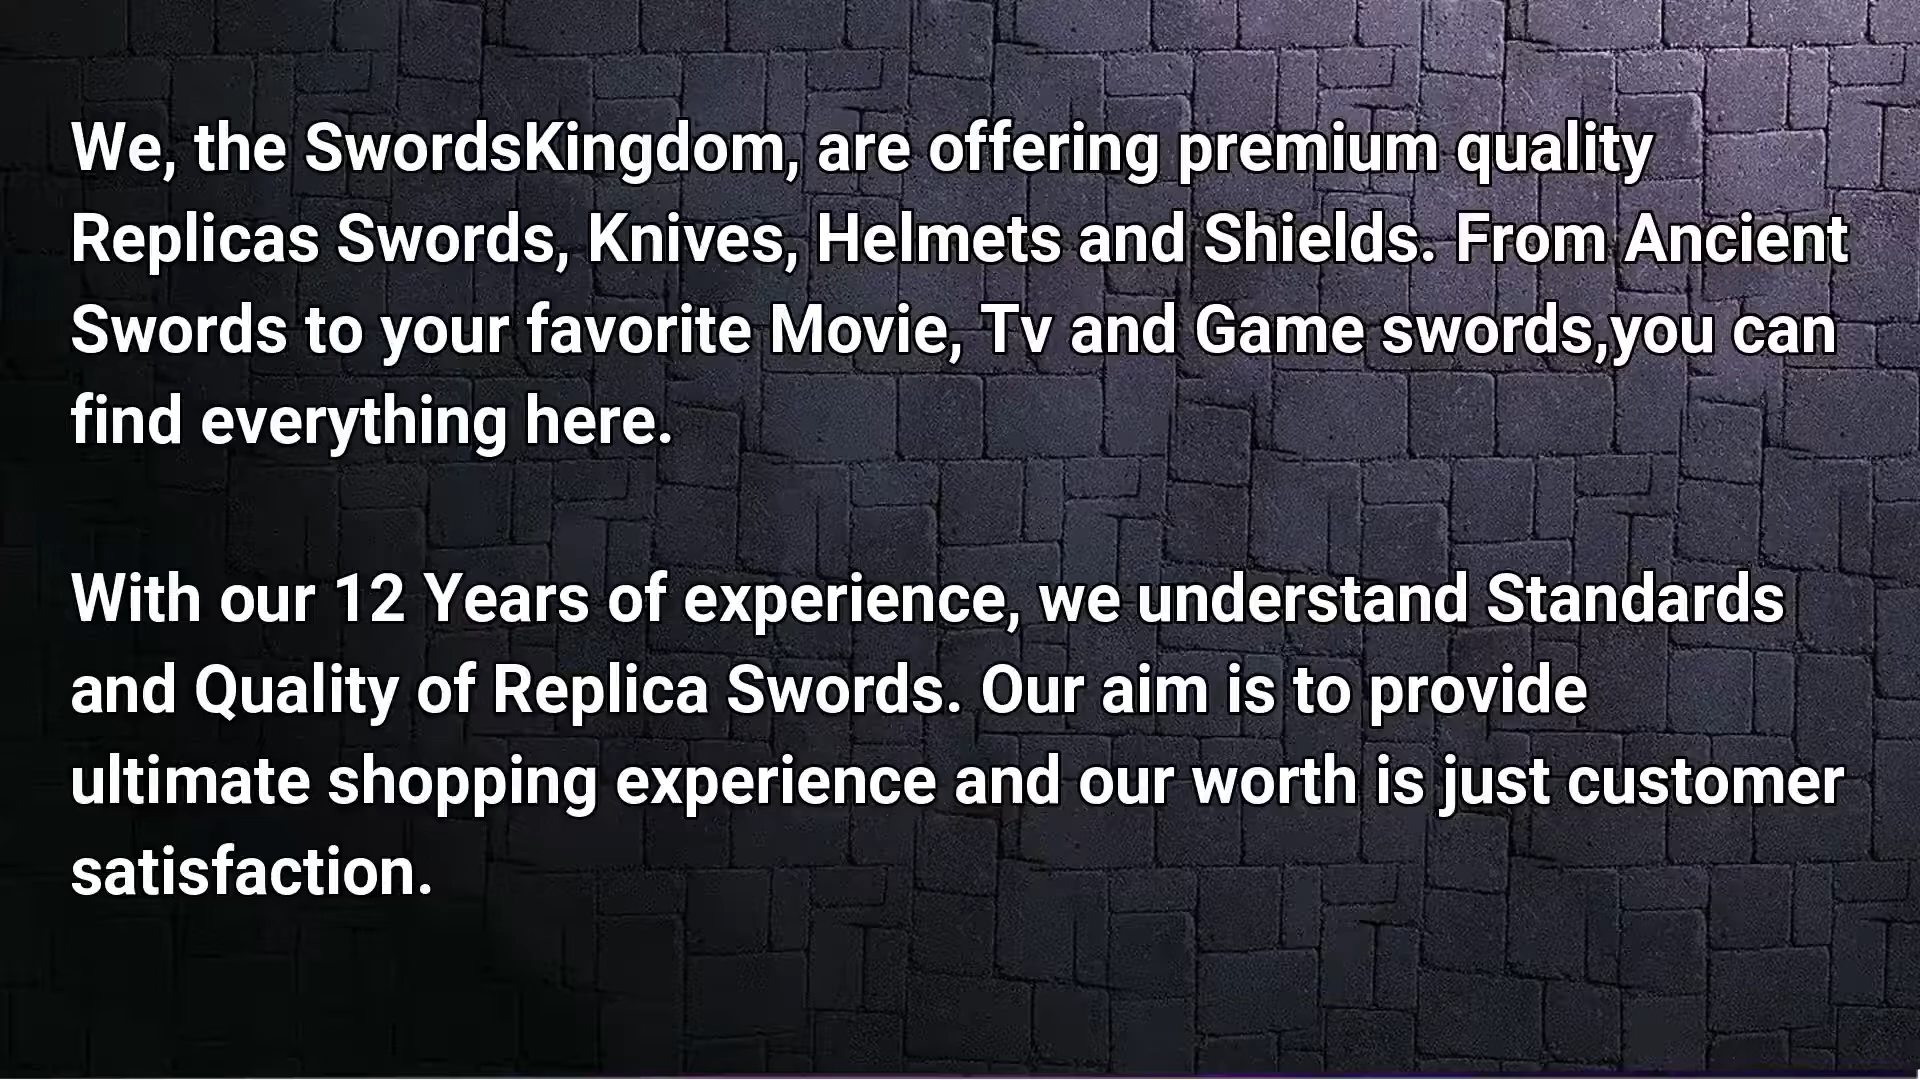 We, the SwordsKingdom, are offering premium quality
Replicas Swords, Knives, Helmets and Shields. From Ancient
Swords to your favorite Movie, Tv and Game swords,you can
find everything here.
With our 12 Years of experience, we understand Standards
and Quality of Replica Swords. Our aim is to provide
ultimate shopping experience and our worth is just customer
satisfaction.